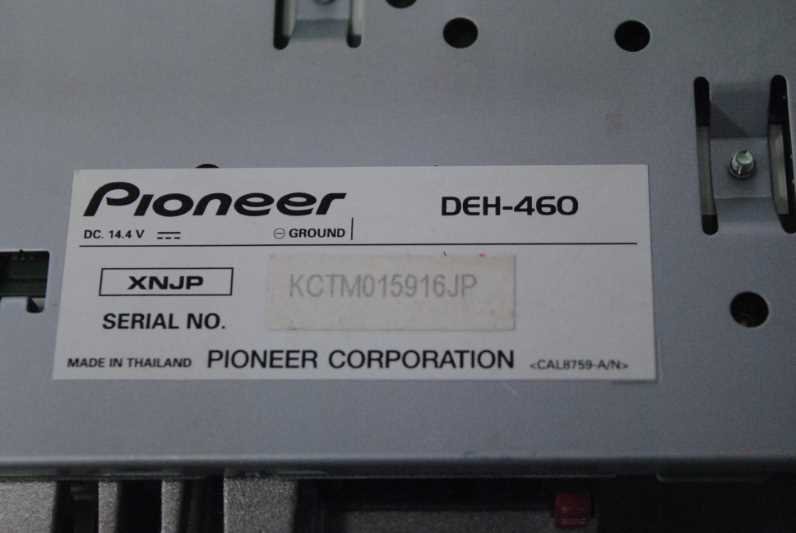 Pioneer DEH-460
DC. 14.4 V ⎓ ⊖ GROUND
XNJP
KCTM015916JP
SERIAL NO.
MADE IN THAILAND PIONEER CORPORATION <CAL8759-A/N>